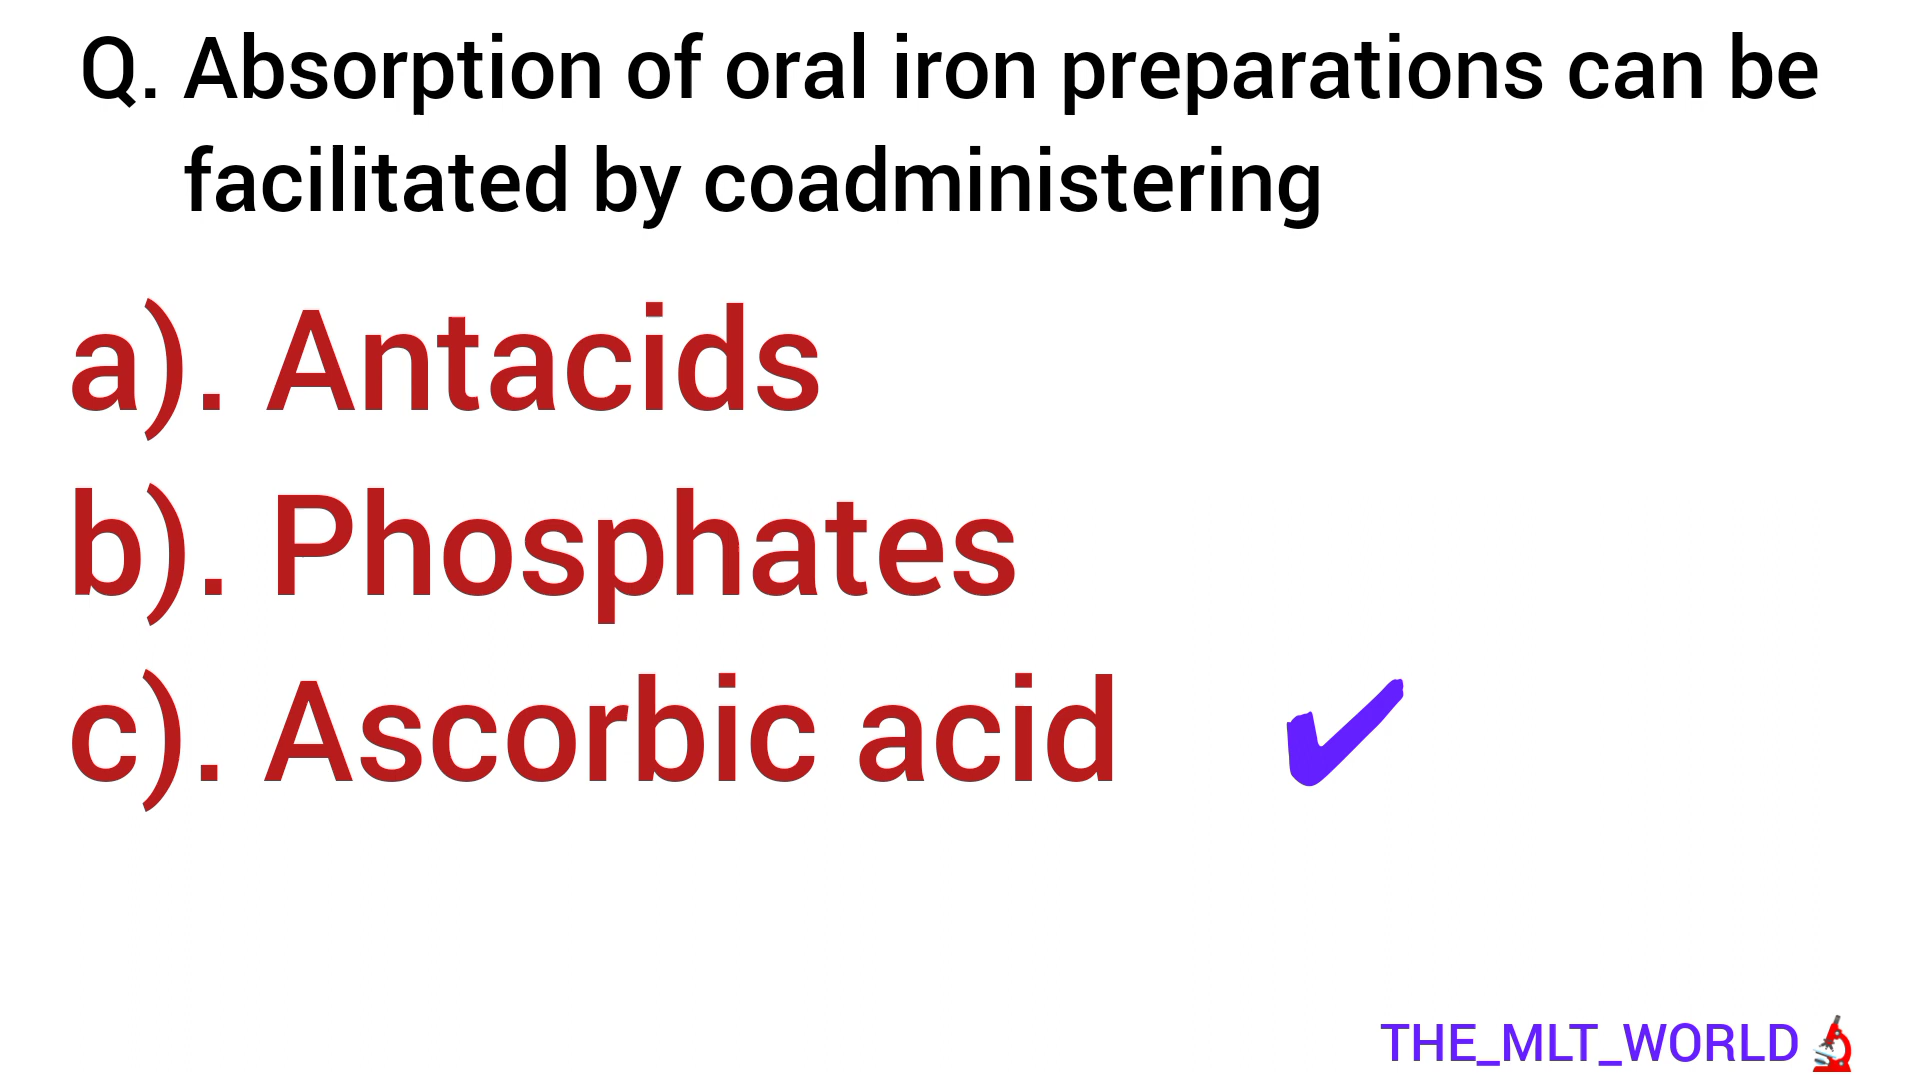 Q. Absorption of oral iron preparations can be
facilitated by coadministering
a). Antacids
b). Phosphates
c). Ascorbic acid ✔
THE_MLT_WORLD🔬